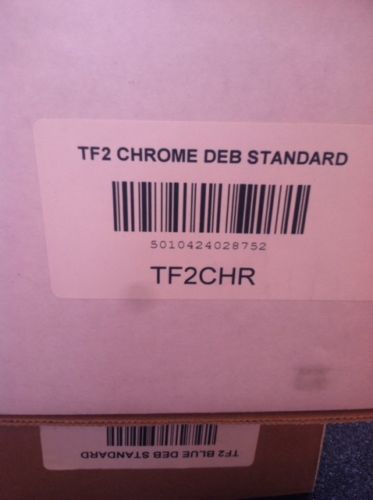 TF2 CHROME DEB STANDARD
5010424028752
TF2CHR
TF2 BLUE DEB STANDARD